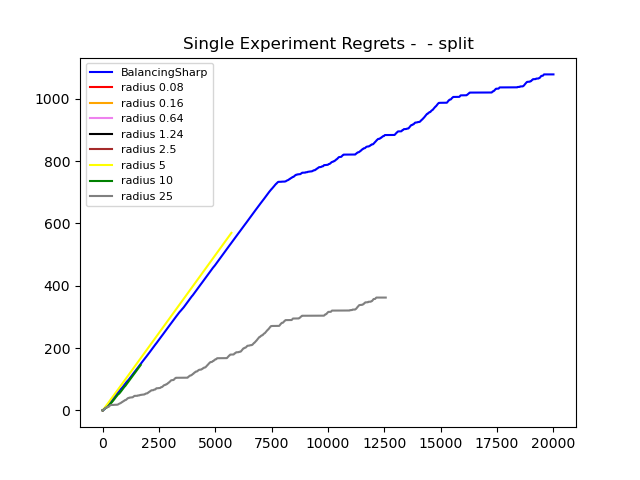 Single Experiment Regrets -  - split
BalancingSharp
radius 0.08
radius 0.16
radius 0.64
radius 1.24
radius 2.5
radius 5
radius 10
radius 25
1000
800
600
400
200
0
0 2500 5000 7500 10000 12500 15000 17500 20000